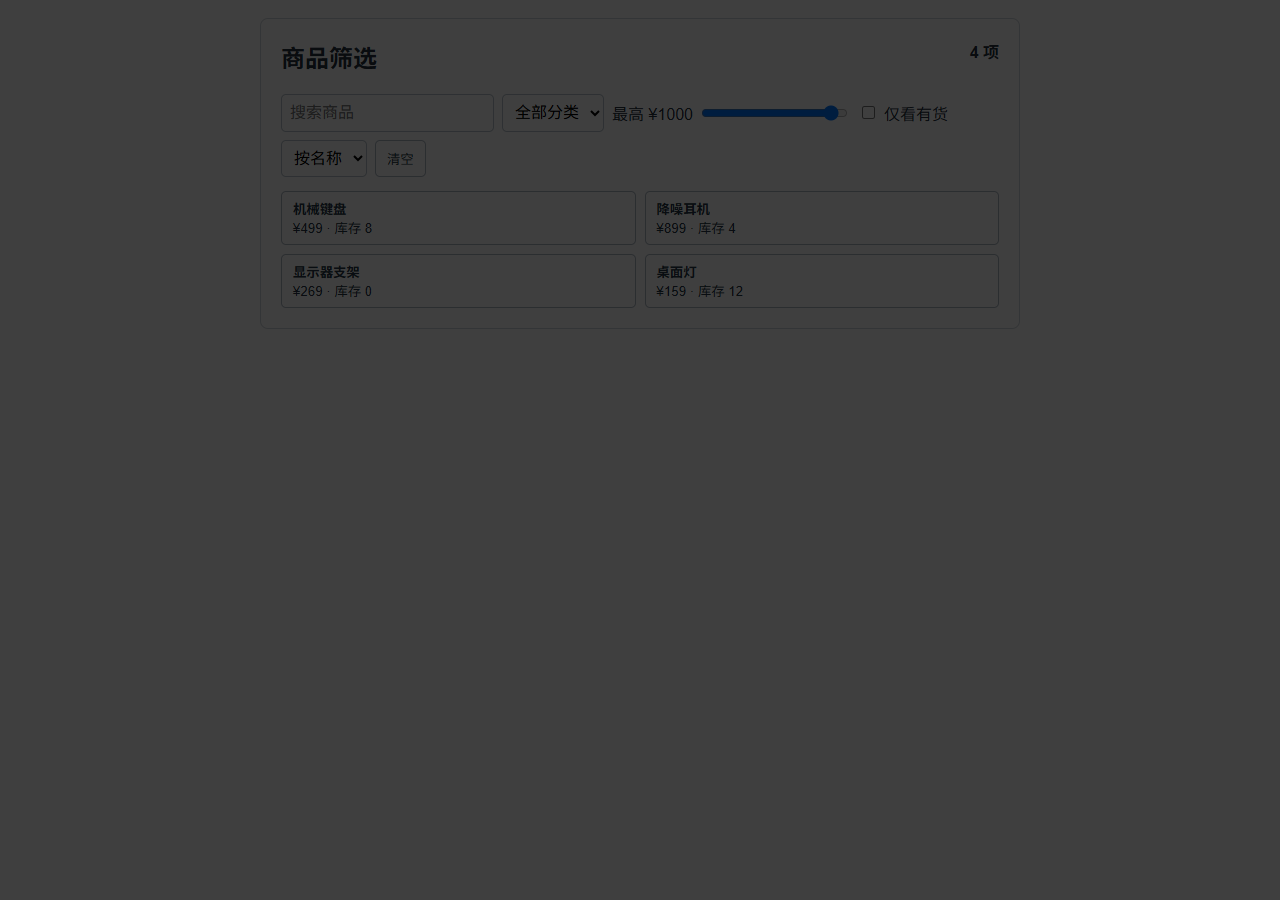 商品筛选
4 项
搜索商品 全部分类 最高 ¥1000 仅看有货
按名称 清空
机械键盘
¥499 · 库存 8
降噪耳机
¥899 · 库存 4
显示器支架
¥269 · 库存 0
桌面灯
¥159 · 库存 12